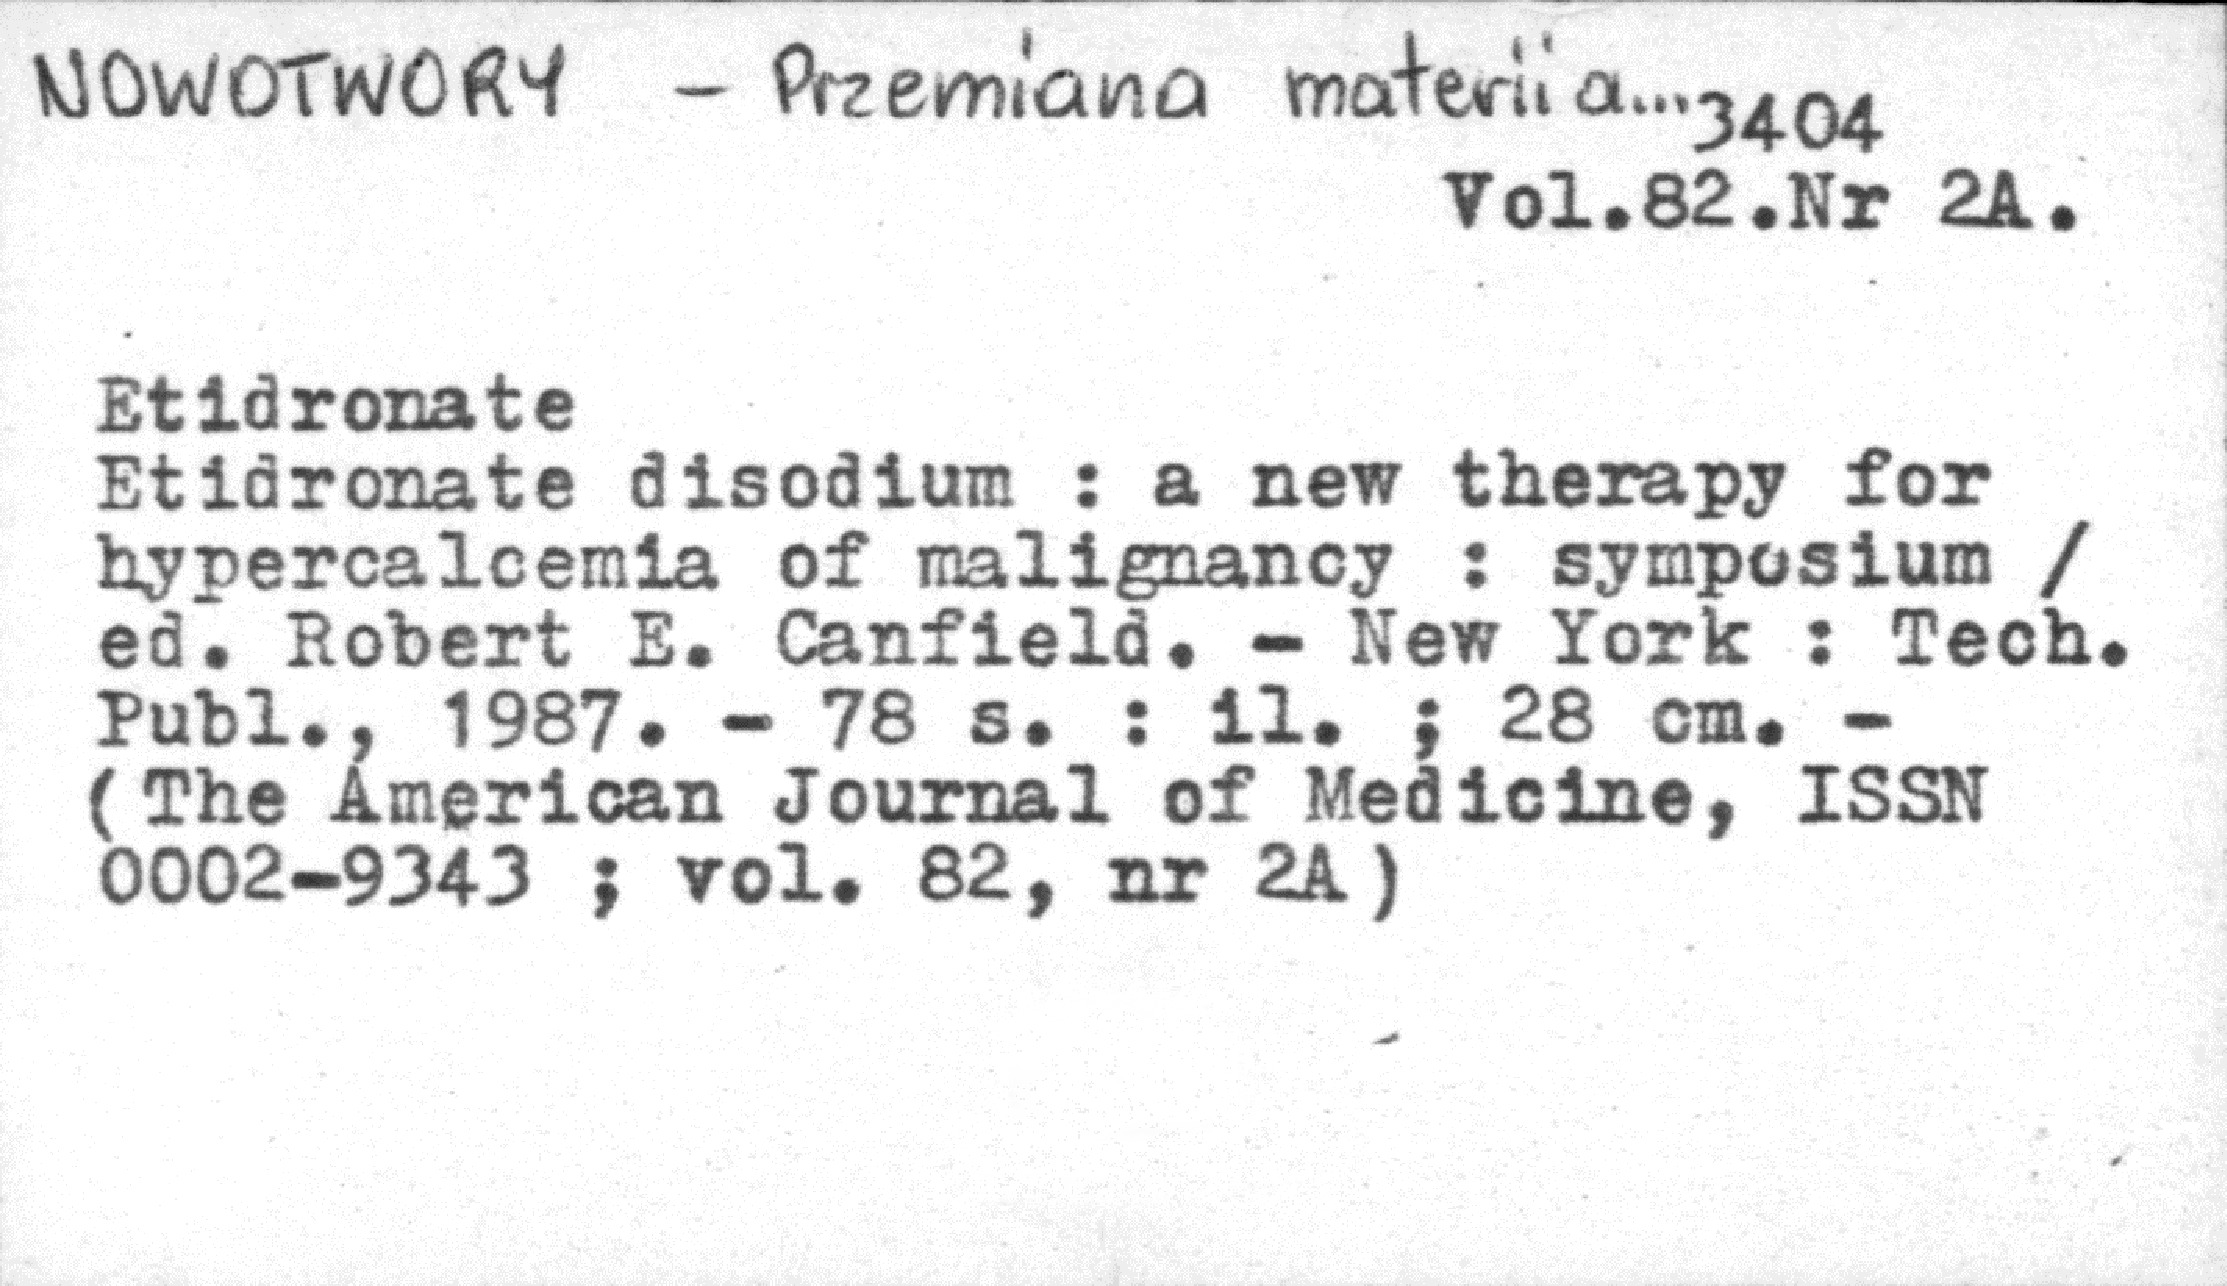 NOWOTWORY - Przemiana materii a... 3404
Vol.82.Nr 2A.
Etidronate
Etidronate disodium : a new therapy for
hypercalcemia of malignancy : symposium /
ed. Robert E. Canfield. - New York : Tech.
Publ., 1987. - 78 s. : il. ; 28 cm. -
(The American Journal of Medicine, ISSN
0002-9343 ; vol. 82, nr 2A)